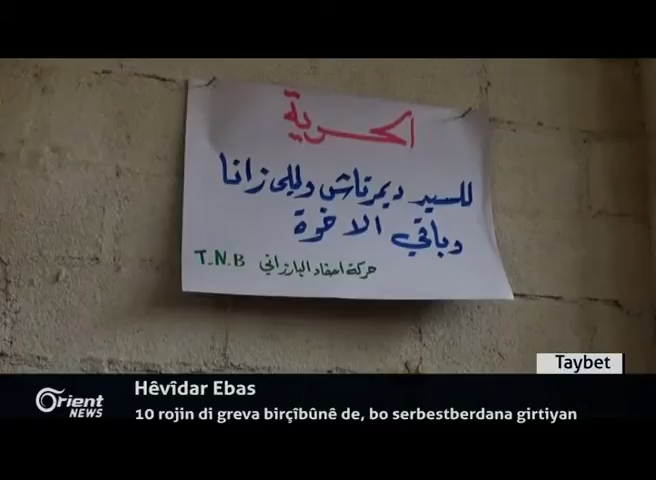 الحرية
للسيد ديمرتاش وليلى زانا
وباقي الاخوة
حركة احفاد البارزاني T.N.B
Taybet
Orient NEWS
Hêvîdar Ebas
10 rojin di greva birçîbûnê de, bo serbestberdana girtiyan